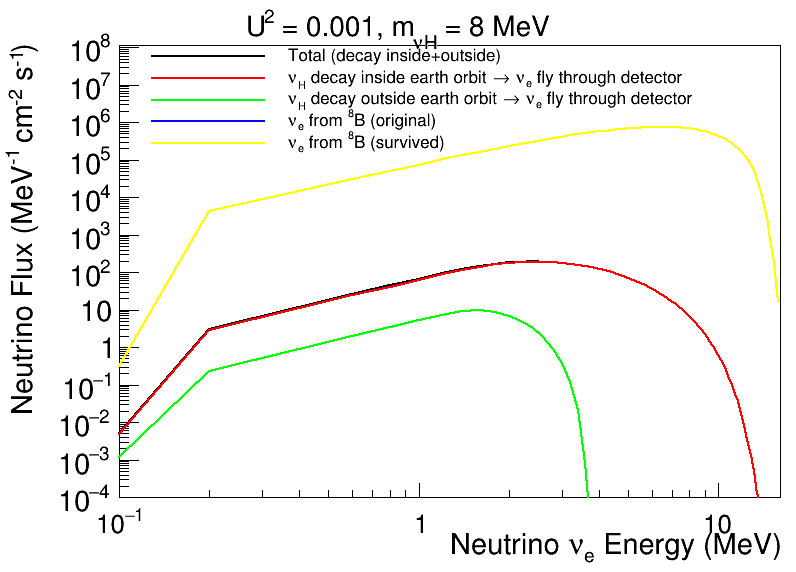 U² = 0.001, m_νH = 8 MeV
Total (decay inside+outside)
ν_H decay inside earth orbit → ν_e fly through detector
ν_H decay outside earth orbit → ν_e fly through detector
ν_e from ⁸B (original)
ν_e from ⁸B (survived)
Neutrino Flux (MeV⁻¹ cm⁻² s⁻¹)
10⁸
10⁷
10⁶
10⁵
10⁴
10³
10²
10
1
10⁻¹
10⁻²
10⁻³
10⁻⁴
10⁻¹ 1 10
Neutrino ν_e Energy (MeV)